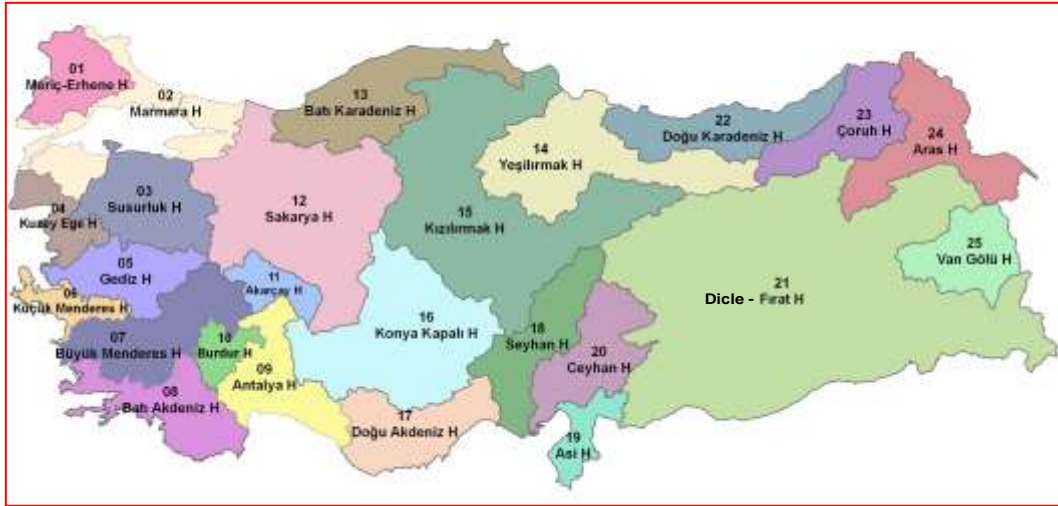 01
Meriç-Erhene H
02
Marmara H
03
Susurluk H
04
Kuzey Ege H
05
Gediz H
06
Küçük Menderes H
07
Büyük Menderes H
08
Batı Akdeniz H
09
Antalya H
10
Burdur H
11
Akarçay H
12
Sakarya H
13
Batı Karadeniz H
14
Yeşilırmak H
15
Kızılırmak H
16
Konya Kapalı H
17
Doğu Akdeniz H
18
Seyhan H
19
Asi H
20
Ceyhan H
21
Dicle - Fırat H
22
Doğu Karadeniz H
23
Çoruh H
24
Aras H
25
Van Gölü H